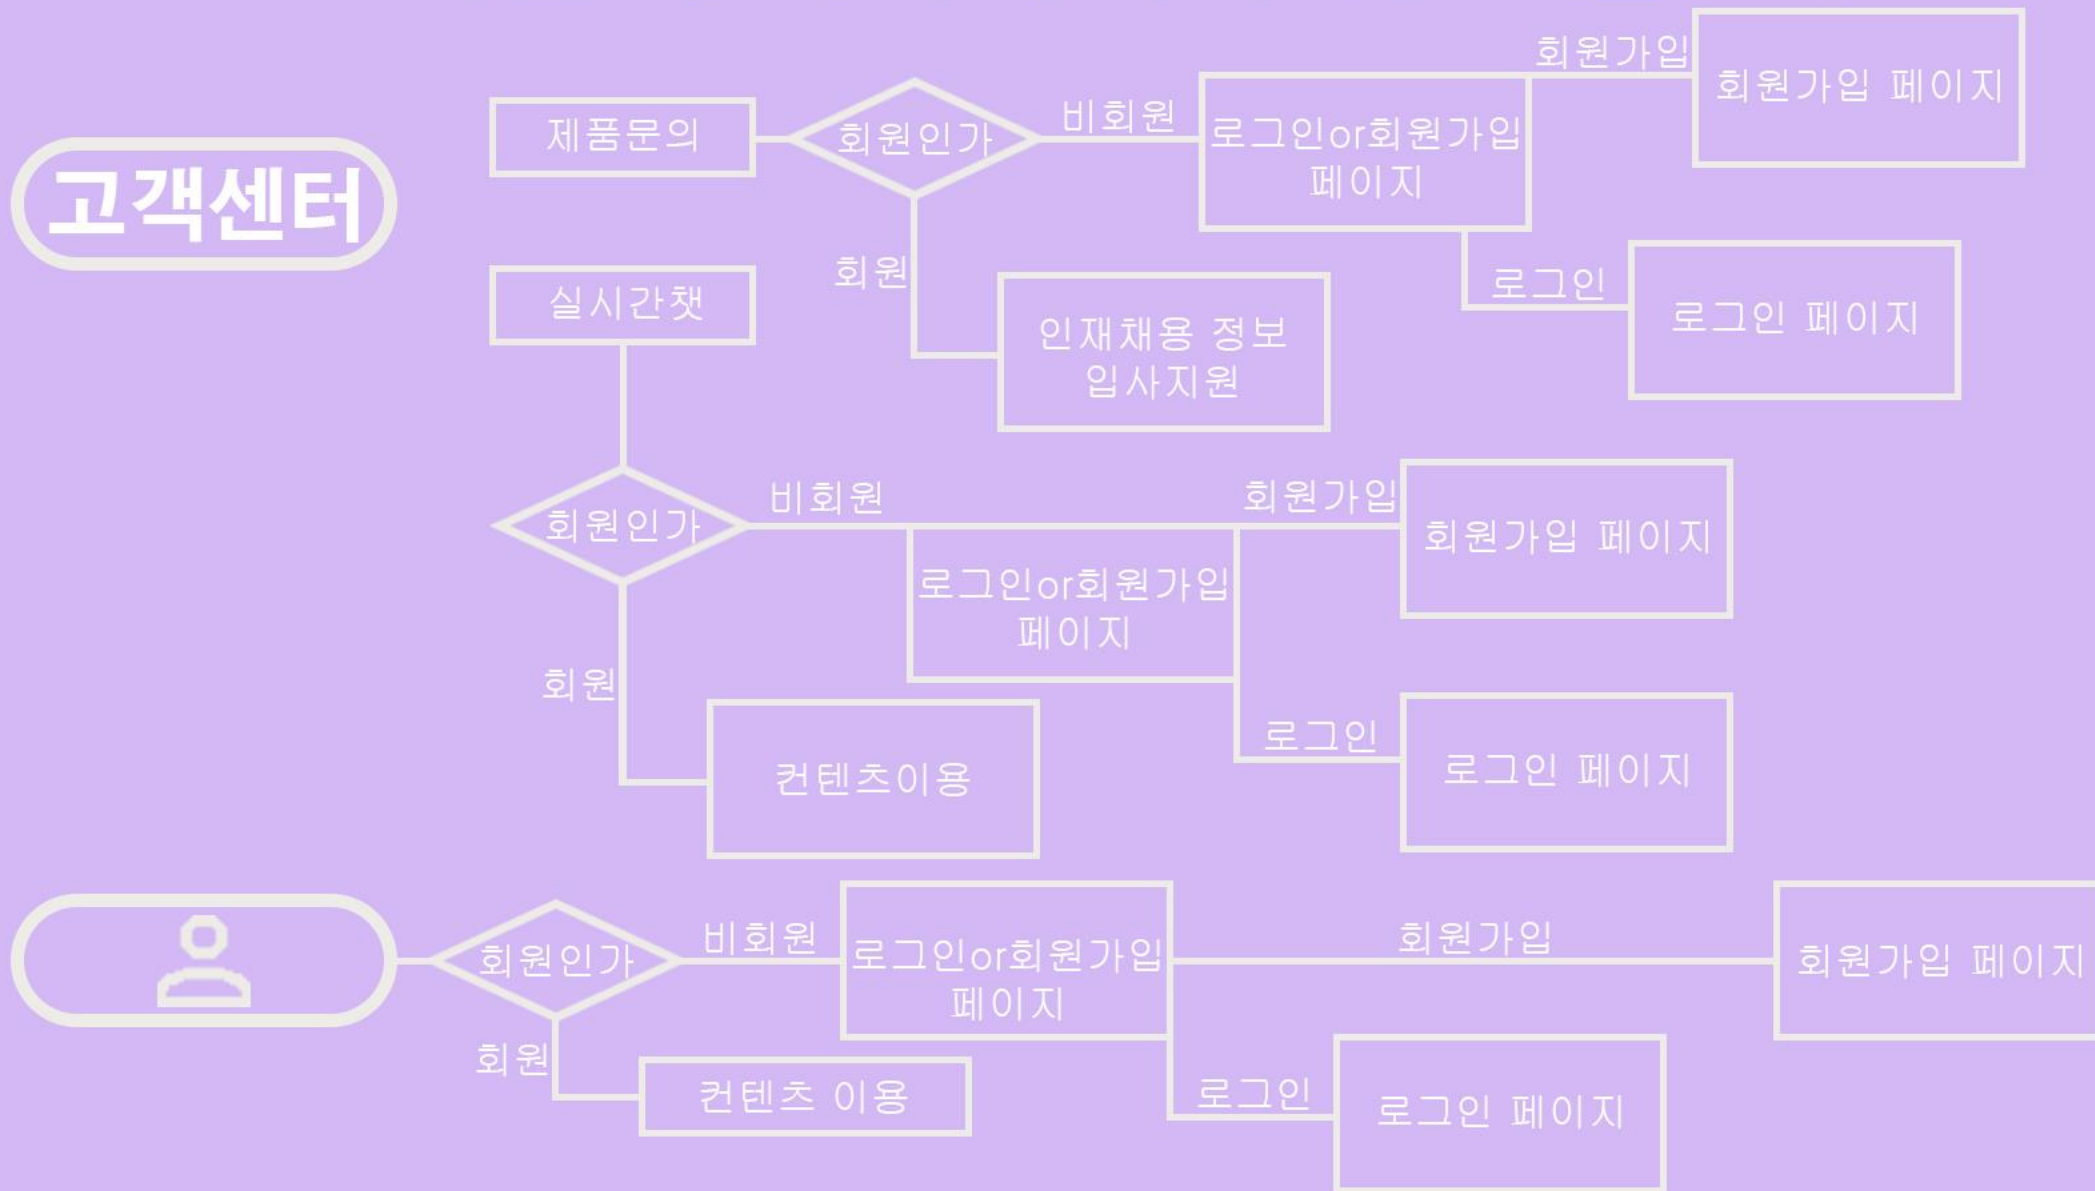 고객센터
제품문의
회원인가
비회원
로그인or회원가입
페이지
회원가입
회원가입 페이지
로그인
로그인 페이지
회원
인재채용 정보
입사지원
실시간챗
회원인가
비회원
로그인or회원가입
페이지
회원가입
회원가입 페이지
로그인
로그인 페이지
회원
컨텐츠이용
회원인가
비회원
로그인or회원가입
페이지
회원가입
회원가입 페이지
로그인
로그인 페이지
회원
컨텐츠 이용